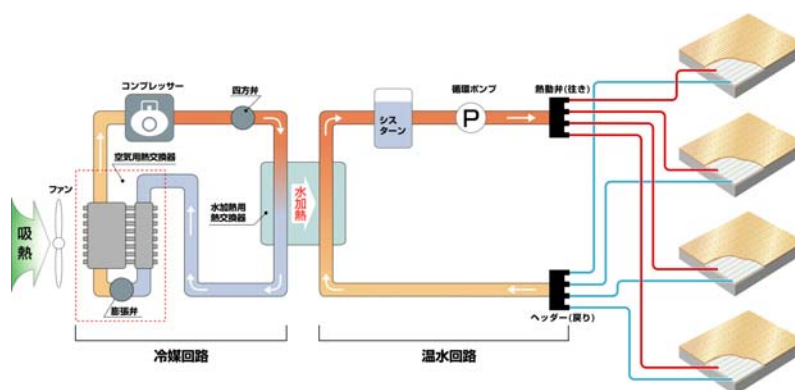 コンプレッサー
四方弁
循環ポンプ
熱動弁(往き)
シス
ターン
P
空気用熱交換器
ファン
吸熱
水加熱用
熱交換器
水加熱
膨張弁
ヘッダー(戻り)
冷媒回路
温水回路